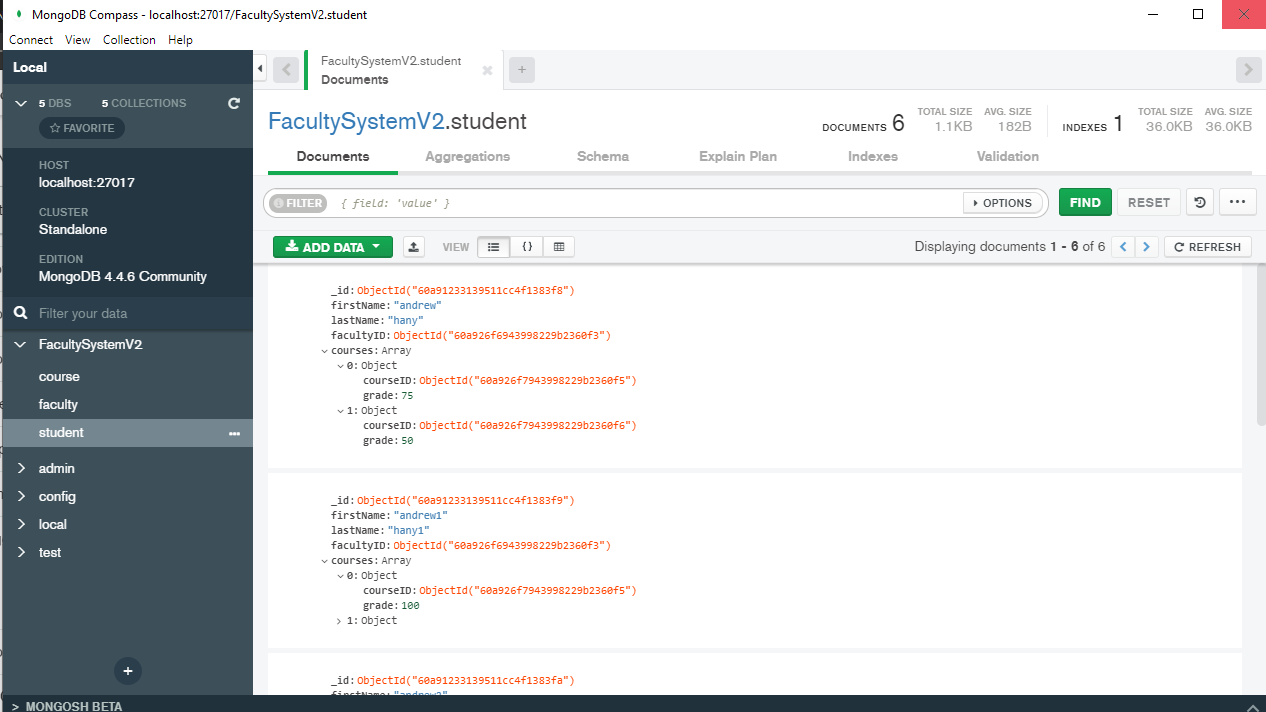 MongoDB Compass - localhost:27017/FacultySystemV2.student
Connect View Collection Help
Local
5 DBS 5 COLLECTIONS
FAVORITE
HOST
localhost:27017
CLUSTER
Standalone
EDITION
MongoDB 4.4.6 Community
Filter your data
FacultySystemV2
course
faculty
student
admin
config
local
test
> MONGOSH BETA
FacultySystemV2.student
Documents
FacultySystemV2.student
DOCUMENTS 6 TOTAL SIZE 1.1KB AVG. SIZE 182B INDEXES 1 TOTAL SIZE 36.0KB AVG. SIZE 36.0KB
Documents Aggregations Schema Explain Plan Indexes Validation
FILTER { field: 'value' } OPTIONS FIND RESET
ADD DATA VIEW { } Displaying documents 1 - 6 of 6 REFRESH
_id: ObjectId("60a91233139511cc4f1383f8")
firstName: "andrew"
lastName: "hany"
facultyID: ObjectId("60a926f6943998229b2360f3")
courses: Array
0: Object
courseID: ObjectId("60a926f7943998229b2360f5")
grade: 75
1: Object
courseID: ObjectId("60a926f7943998229b2360f6")
grade: 50
_id: ObjectId("60a91233139511cc4f1383f9")
firstName: "andrew1"
lastName: "hany1"
facultyID: ObjectId("60a926f6943998229b2360f3")
courses: Array
0: Object
courseID: ObjectId("60a926f7943998229b2360f5")
grade: 100
1: Object
_id: ObjectId("60a91233139511cc4f1383fa")
firstName: "andrew2"